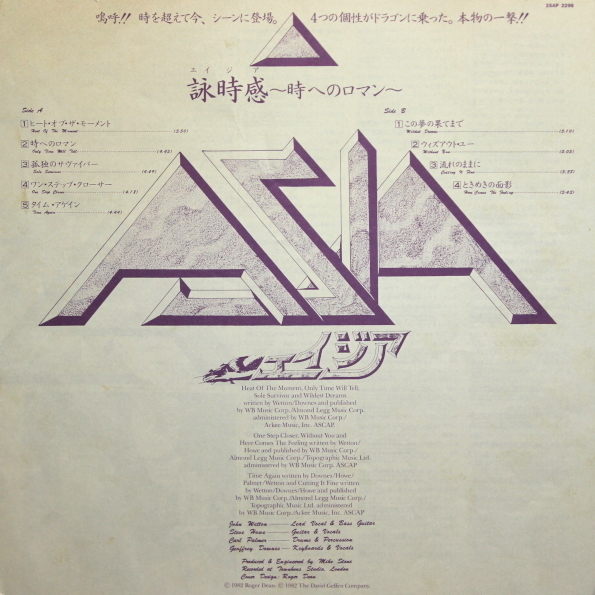 25AP 2299
嗚呼!! 時を超えて今、シーンに登場。 4つの個性がドラゴンに乗った。本物の一撃!!
エイジア
詠時感〜時へのロマン〜
Side A
1 ヒート・オブ・ザ・モーメント
Heat Of The Moment
2 時へのロマン
Only Time Will Tell (4:42)
3 孤独のサヴァイバー
Sole Survivor (4:49)
4 ワン・ステップ・クローサー
One Step Closer (4:13)
5 タイム・アゲイン
Time Again (4:44)
Side B
1 この夢の果てまで
Wildest Dreams (5:10)
2 ウィズアウト・ユー
Without You
3 流れのままに
Cutting It Fine
4 ときめきの面影
Here Comes The Feeling
ASIA
エイジア
Heat Of The Moment, Only Time Will Tell,
Sole Survivor and Wildest Dreams
written by Wetton/Downes and published
by WB Music Corp./Almond Legg Music Corp.
administered by WB Music Corp./
Acker Music, Inc. ASCAP.
One Step Closer, Without You and
Here Comes The Feeling written by Wetton/
Howe and published by WB Music Corp./
Almond Legg Music Corp./Topographic Music Ltd.
administered by WB Music Corp. ASCAP
Time Again written by Downes/Howe/
Palmer/Wetton and Cutting It Fine written
by Wetton/Downes/Howe and published
by WB Music Corp./Almond Legg Music Corp./
Topographic Music Ltd. administered
by WB Music Corp./Acker Music, Inc. ASCAP
John Wetton — Lead Vocal & Bass Guitar
Steve Howe — Guitar & Vocals
Carl Palmer — Drums & Percussion
Geoffrey Downes — Keyboards & Vocals
Produced & Engineered by Mike Stone
Recorded at Townhouse Studio, London
Cover Design: Roger Dean
© 1982 Roger Dean © 1982 The David Geffen Company.